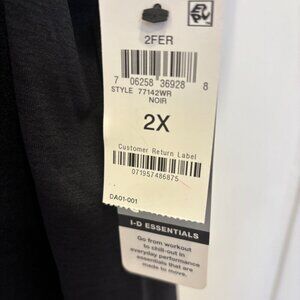 2FER
7 06258 36928 8
STYLE 77142WR
NOIR
2X
Customer Return Label
071957486875
DA01-001
I-D ESSENTIALS
Go from workout
to chill-out in
everyday performance
essentials that are
made to move.